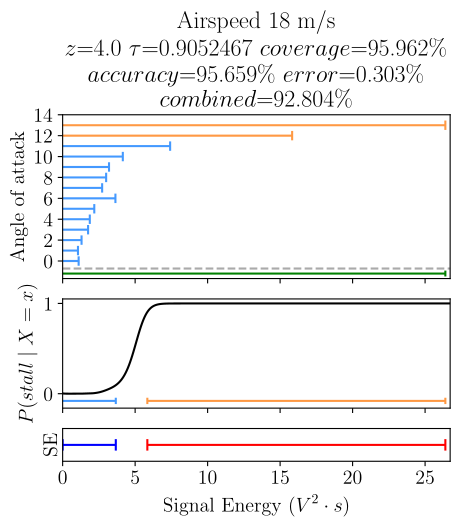 Airspeed 18 m/s
z=4.0 τ=0.9052467 coverage=95.962%
accuracy=95.659% error=0.303%
combined=92.804%
14
12
10
8
6
4
2
0
Angle of attack
1
0
P(stall | X = x)
SE
0 5 10 15 20 25
Signal Energy (V² · s)